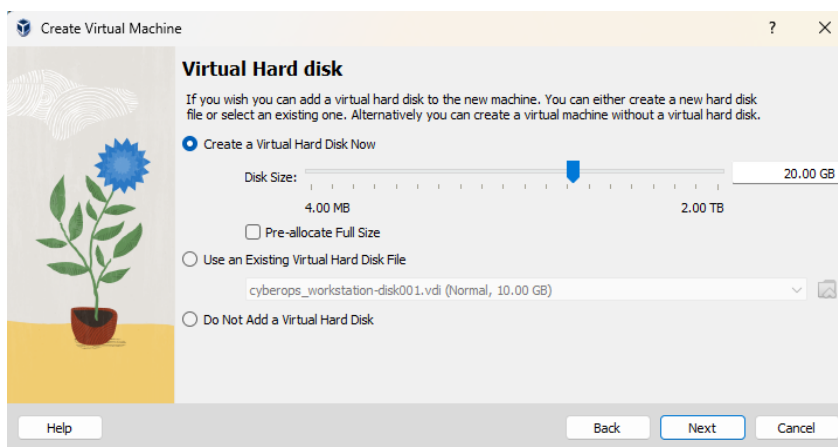 Create Virtual Machine
?
Virtual Hard disk
If you wish you can add a virtual hard disk to the new machine. You can either create a new hard disk
file or select an existing one. Alternatively you can create a virtual machine without a virtual hard disk.
Create a Virtual Hard Disk Now
Disk Size:
20.00 GB
4.00 MB
2.00 TB
Pre-allocate Full Size
Use an Existing Virtual Hard Disk File
cyberops_workstation-disk001.vdi (Normal, 10.00 GB)
Do Not Add a Virtual Hard Disk
Help
Back
Next
Cancel